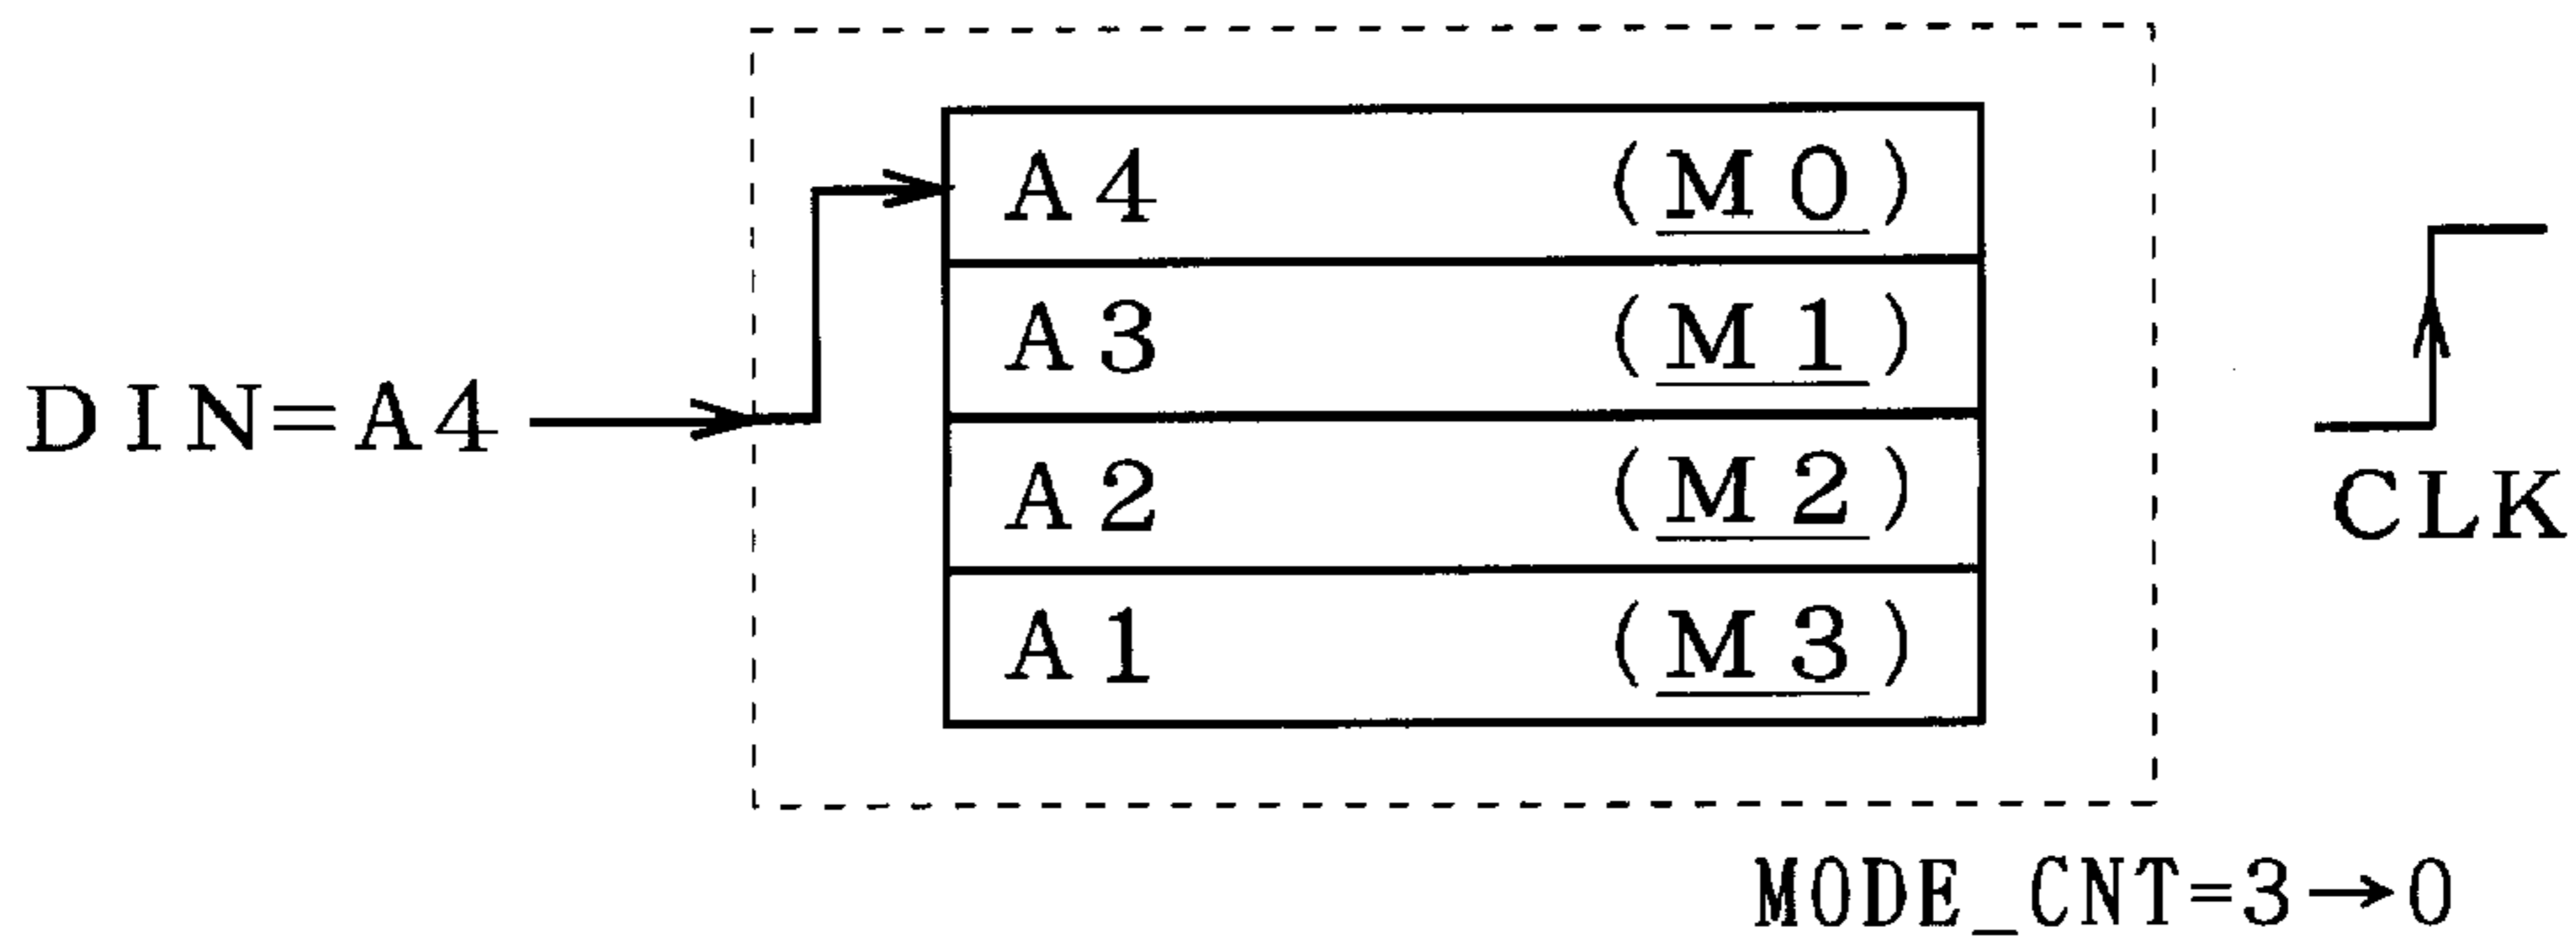 A4 (M0)
A3 (M1)
DIN=A4
A2 (M2)
CLK
A1 (M3)
MODE_CNT=3→0